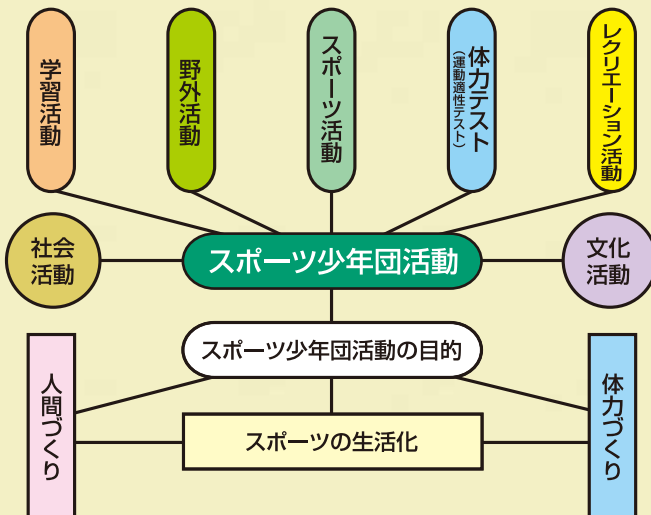 学習活動
野外活動
スポーツ活動
体力テスト
(運動適性テスト)
レクリエーション活動
社会
活動
スポーツ少年団活動
文化
活動
スポーツ少年団活動の目的
人間づくり
スポーツの生活化
体力づくり